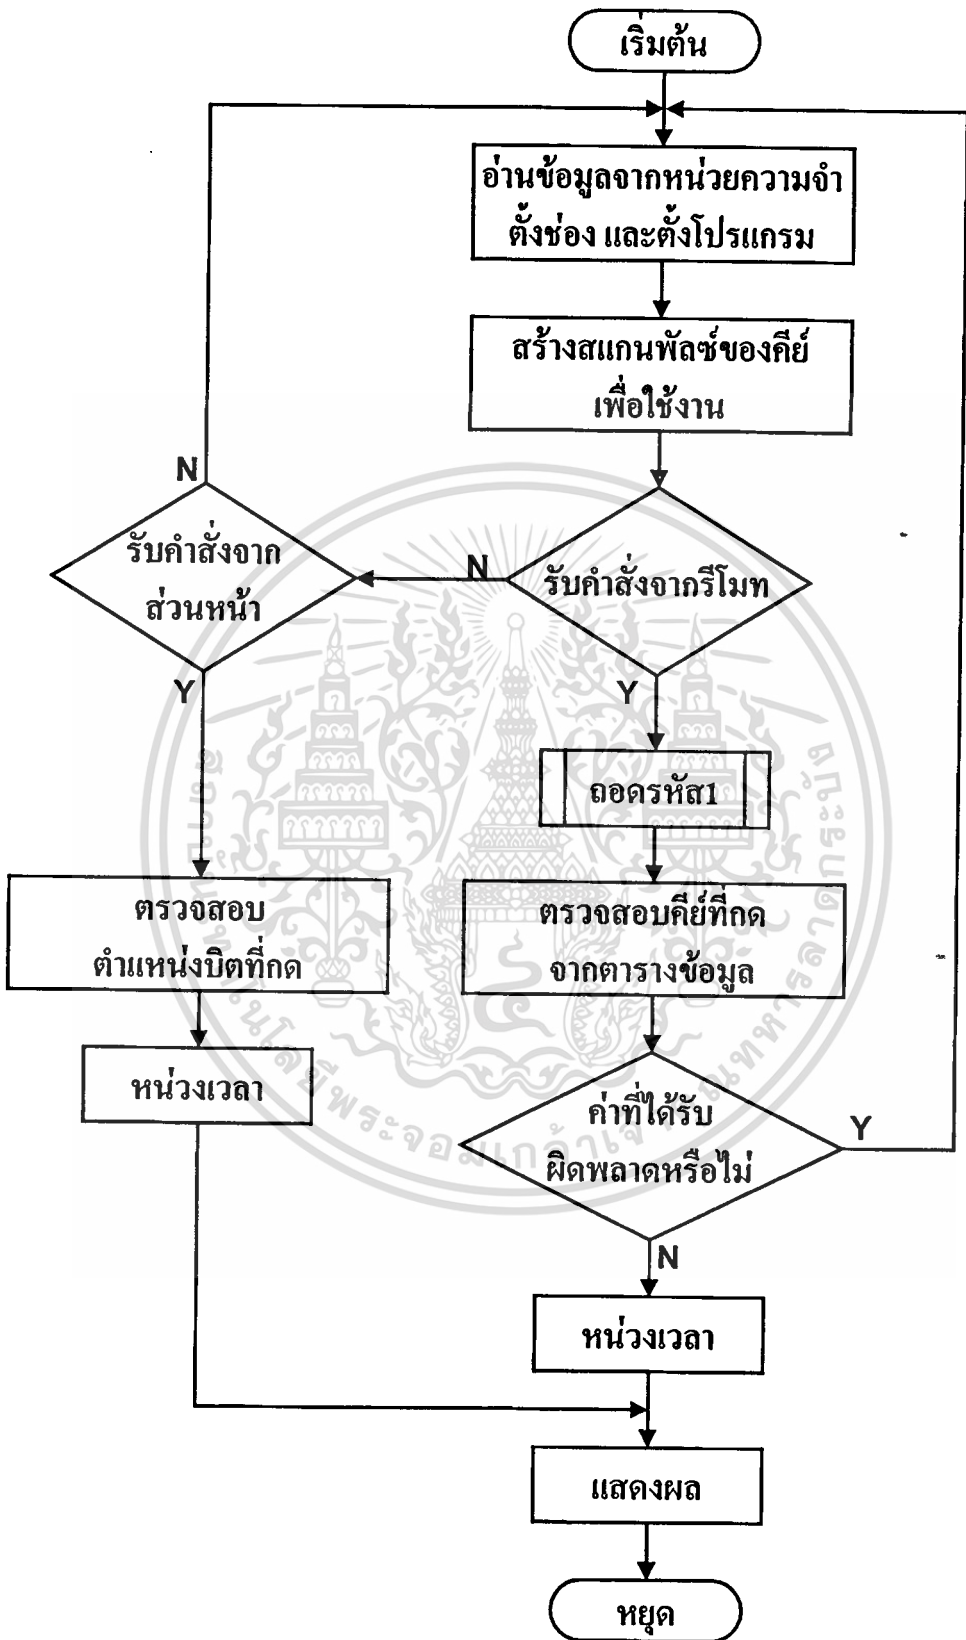 เริ่มต้น
อ่านข้อมูลจากหน่วยความจำ
ตั้งช่อง และตั้งโปรแกรม
สร้างสแกนพัลซ์ของคีย์
เพื่อใช้งาน
N
รับคำสั่งจาก
ส่วนหน้า
N
รับคำสั่งจากรีโมท
Y
Y
ถอดรหัส1
ตรวจสอบ
ตำแหน่งบิตที่กด
ตรวจสอบคีย์ที่กด
จากตารางข้อมูล
หน่วงเวลา
ค่าที่ได้รับ
ผิดพลาดหรือไม่
Y
N
หน่วงเวลา
แสดงผล
หยุด